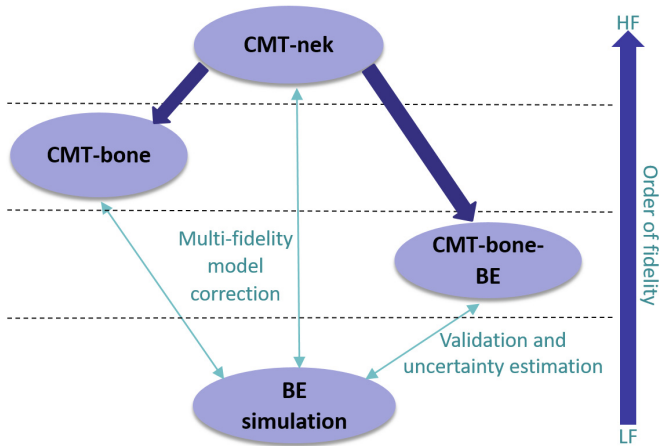 CMT-nek
HF
CMT-bone
Multi-fidelity
model
correction
CMT-bone-
BE
Order of fidelity
Validation and
uncertainty estimation
BE
simulation
LF